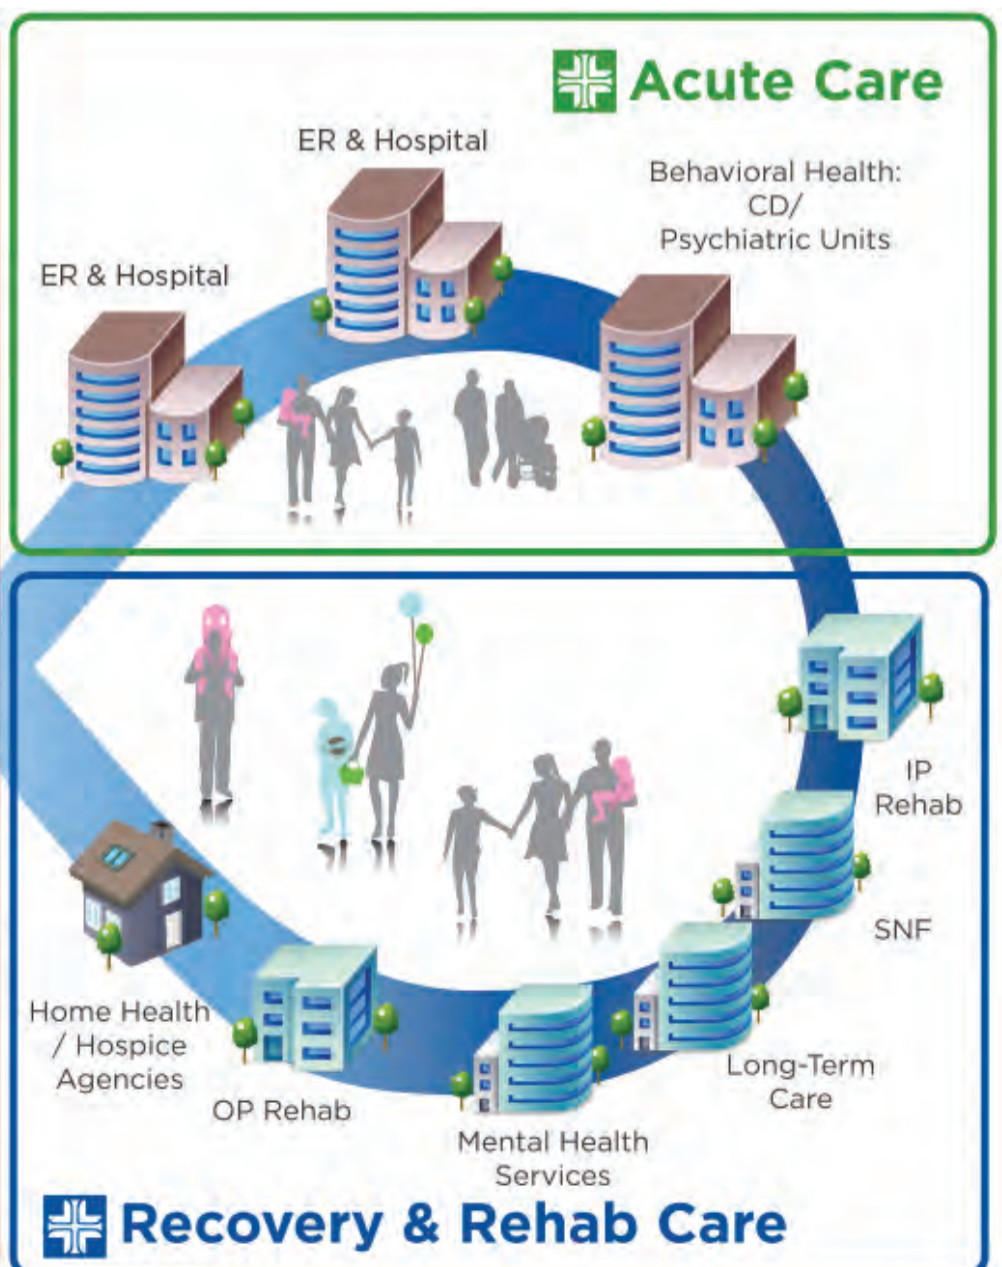 Acute Care
ER & Hospital
Behavioral Health:
CD/
Psychiatric Units
ER & Hospital
IP
Rehab
SNF
Long-Term
Care
Mental Health
Services
OP Rehab
Home Health
/ Hospice
Agencies
Recovery & Rehab Care